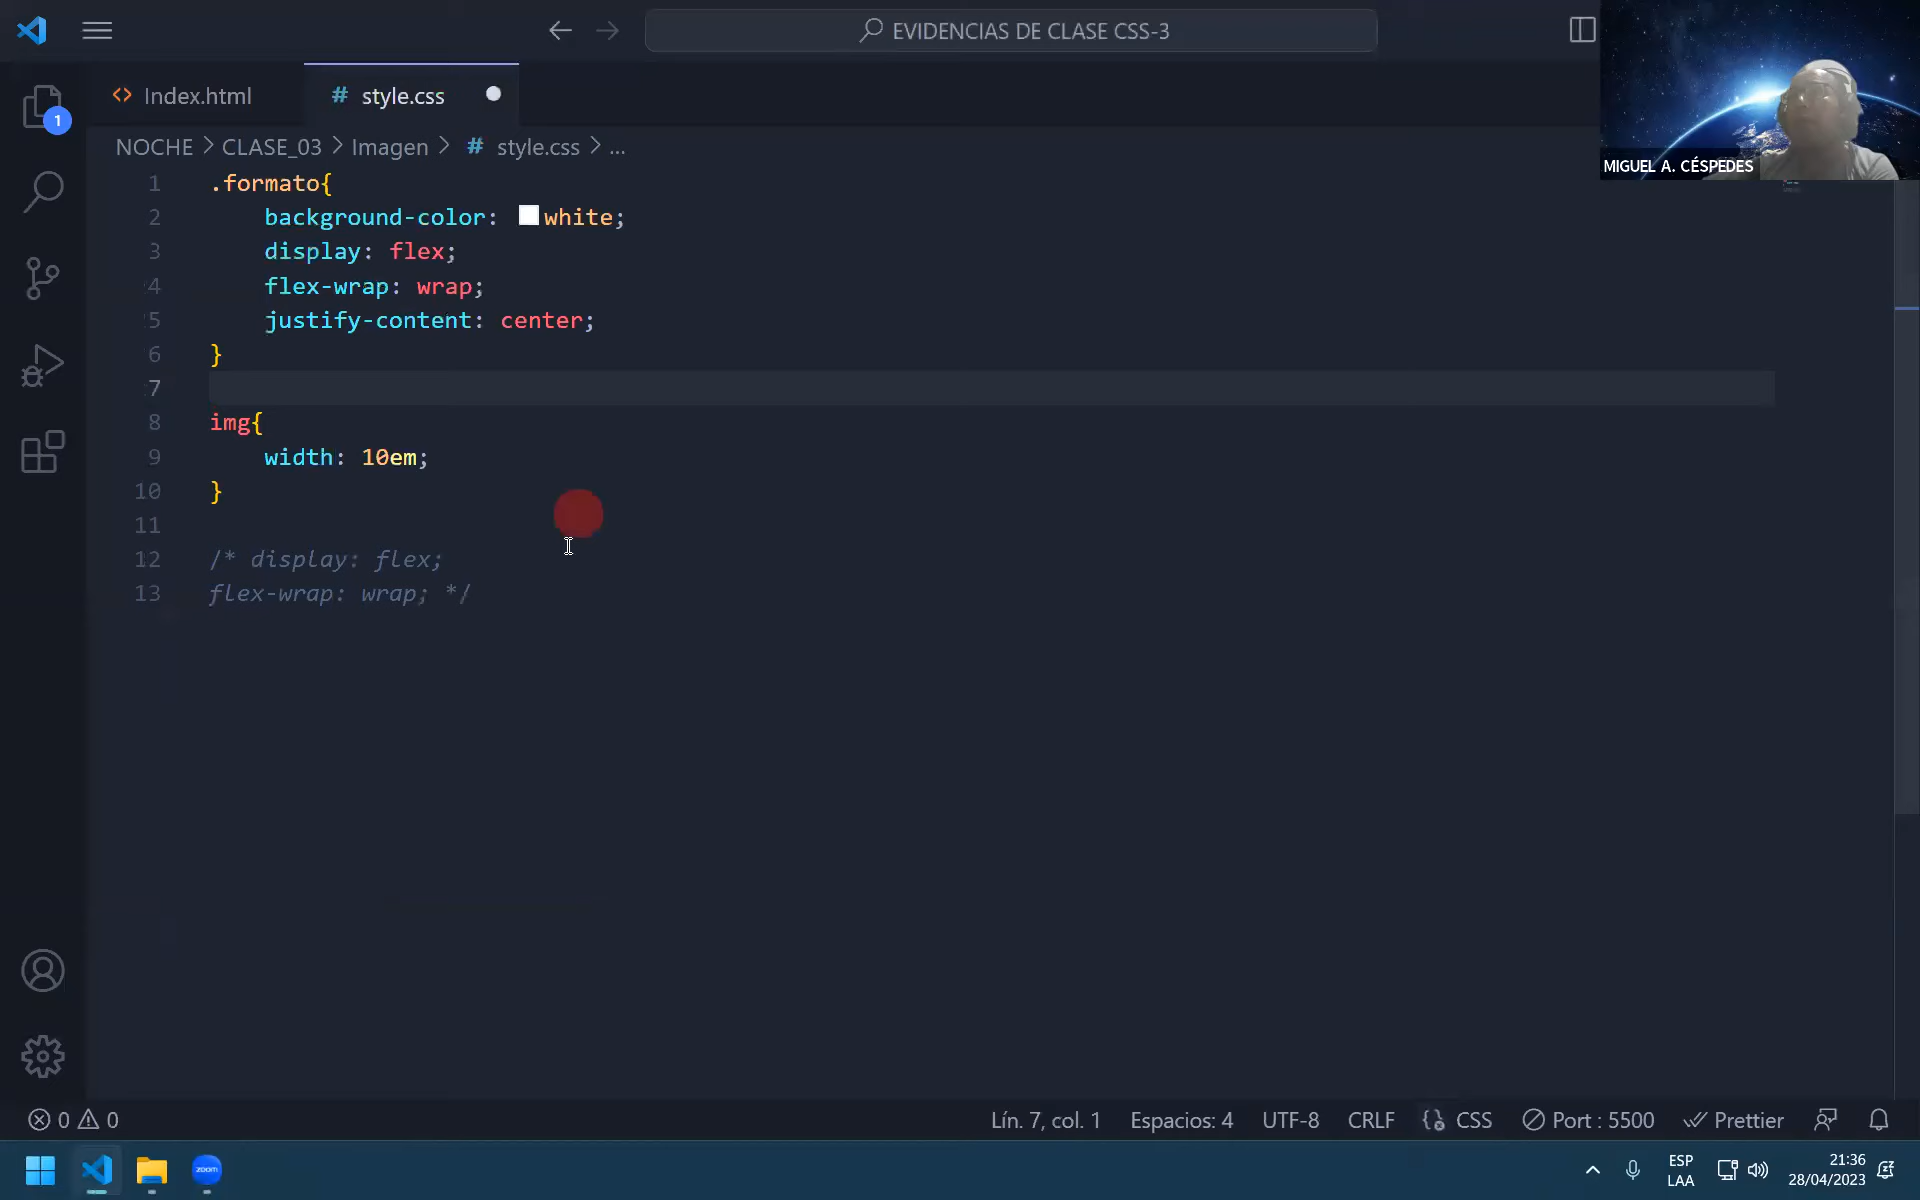 EVIDENCIAS DE CLASE CSS-3
Index.html
# style.css
MIGUEL A. CÉSPEDES
NOCHE > CLASE_03 > Imagen > # style.css > ...
1 .formato{
2 background-color: white;
3 display: flex;
4 flex-wrap: wrap;
5 justify-content: center;
6 }
7
8 img{
9 width: 10em;
10 }
11
12 /* display: flex;
13 flex-wrap: wrap; */
1
0 0
Lín. 7, col. 1
Espacios: 4
UTF-8
CRLF
{} CSS
Port : 5500
Prettier
zoom
ESP
LAA
21:36
28/04/2023